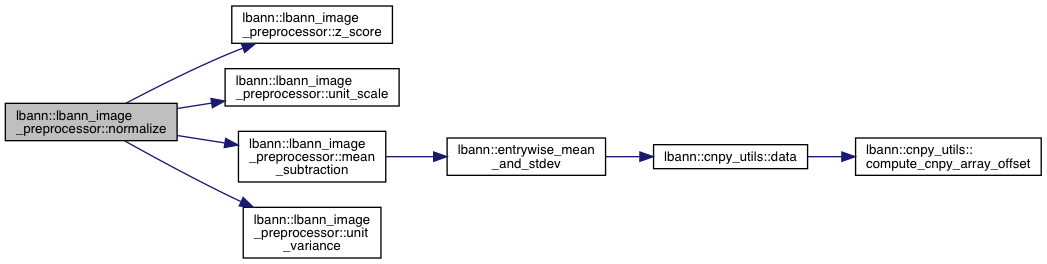 lbann::lbann_image
_preprocessor::normalize
lbann::lbann_image
_preprocessor::z_score
lbann::lbann_image
_preprocessor::unit_scale
lbann::lbann_image
_preprocessor::mean
_subtraction
lbann::lbann_image
_preprocessor::unit
_variance
lbann::entrywise_mean
_and_stdev
lbann::cnpy_utils::data
lbann::cnpy_utils::
compute_cnpy_array_offset